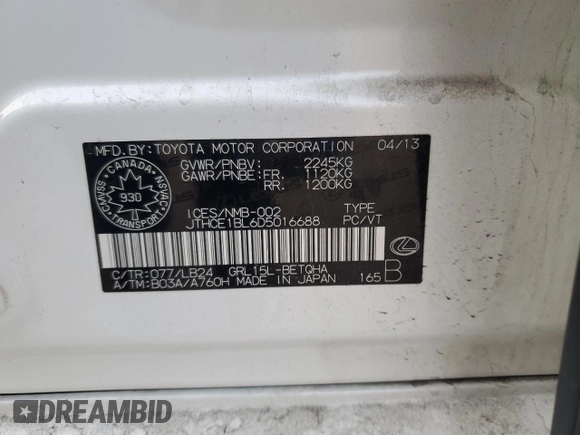 MFD.BY: TOYOTA MOTOR CORPORATION 04/13
GVWR/PNBV: 2245KG
GAWR/PNBE: FR. 1120KG
RR. 1200KG
CANADA
CMVSS NSVAC
930
TRANSPORT
ICES/NMB-002 TYPE
JTHCE1BL6D5016688 PC/VT
C/TR: 077/LB24 GRL15L-BETQHA
A/TM: B03A/A760H MADE IN JAPAN 165 B
DREAMBID